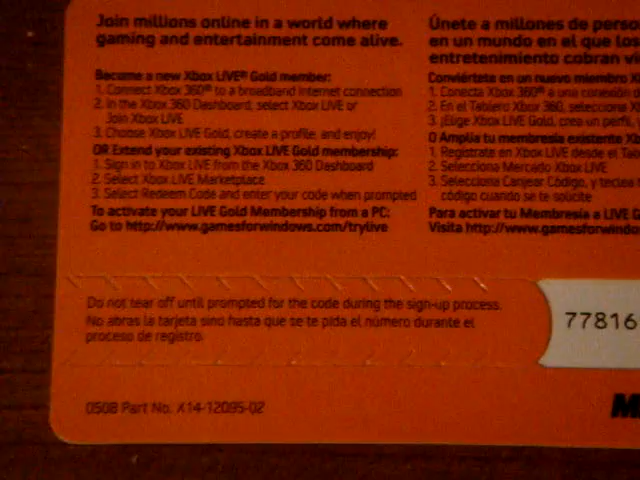 Join millions online in a world where
gaming and entertainment come alive.
Become a new Xbox LIVE® Gold member:
1. Connect Xbox 360® to a broadband internet connection
2. In the Xbox 360 Dashboard, select Xbox LIVE or
Join Xbox LIVE
3. Choose Xbox LIVE Gold, create a profile, and enjoy!
OR Extend your existing Xbox LIVE Gold membership:
1. Sign in to Xbox LIVE from the Xbox 360 Dashboard
2. Select Xbox LIVE Marketplace
3. Select Redeem Code and enter your code when prompted
To activate your LIVE Gold Membership from a PC:
Go to http://www.gamesforwindows.com/trylive
Únete a millones de perso
en un mundo en el que los
entretenimiento cobran vi
Conviértete en un nuevo miembro X
1. Conecta Xbox 360® a una conexión d
2. En el Tablero Xbox 360, selecciona
3. ¡Elige Xbox LIVE Gold, crea un perfil, y
O Amplía tu membresía existente Xb
1. Regístrate en Xbox LIVE desde el Tab
2. Selecciona Mercado Xbox LIVE
3. Selecciona Canjear Código, y teclea t
código cuando se te solicite
Para activar tu Membresía a LIVE G
Visita http://www.gamesforwindo
Do not tear off until prompted for the code during the sign-up process.
No abras la tarjeta sino hasta que se te pida el número durante el
proceso de registro.
77816
0508 Part No. X14-12095-02
M